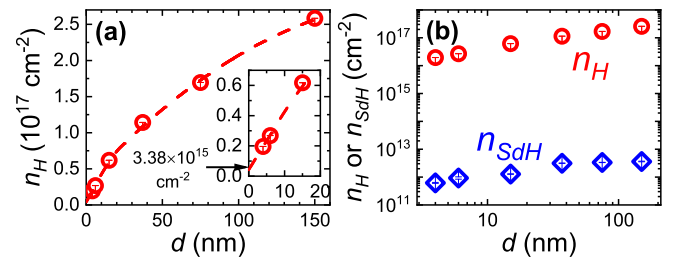 (a)
n_H (10^17 cm^-2)
2.5
2.0
1.5
1.0
0.5
0.0
0 50 100 150
d (nm)
0.6
0.4
0.2
0.0
0 10 20
3.38×10^15
cm^-2
(b)
n_H or n_SdH (cm^-2)
10^17
10^15
10^13
10^11
n_H
n_SdH
10 100
d (nm)